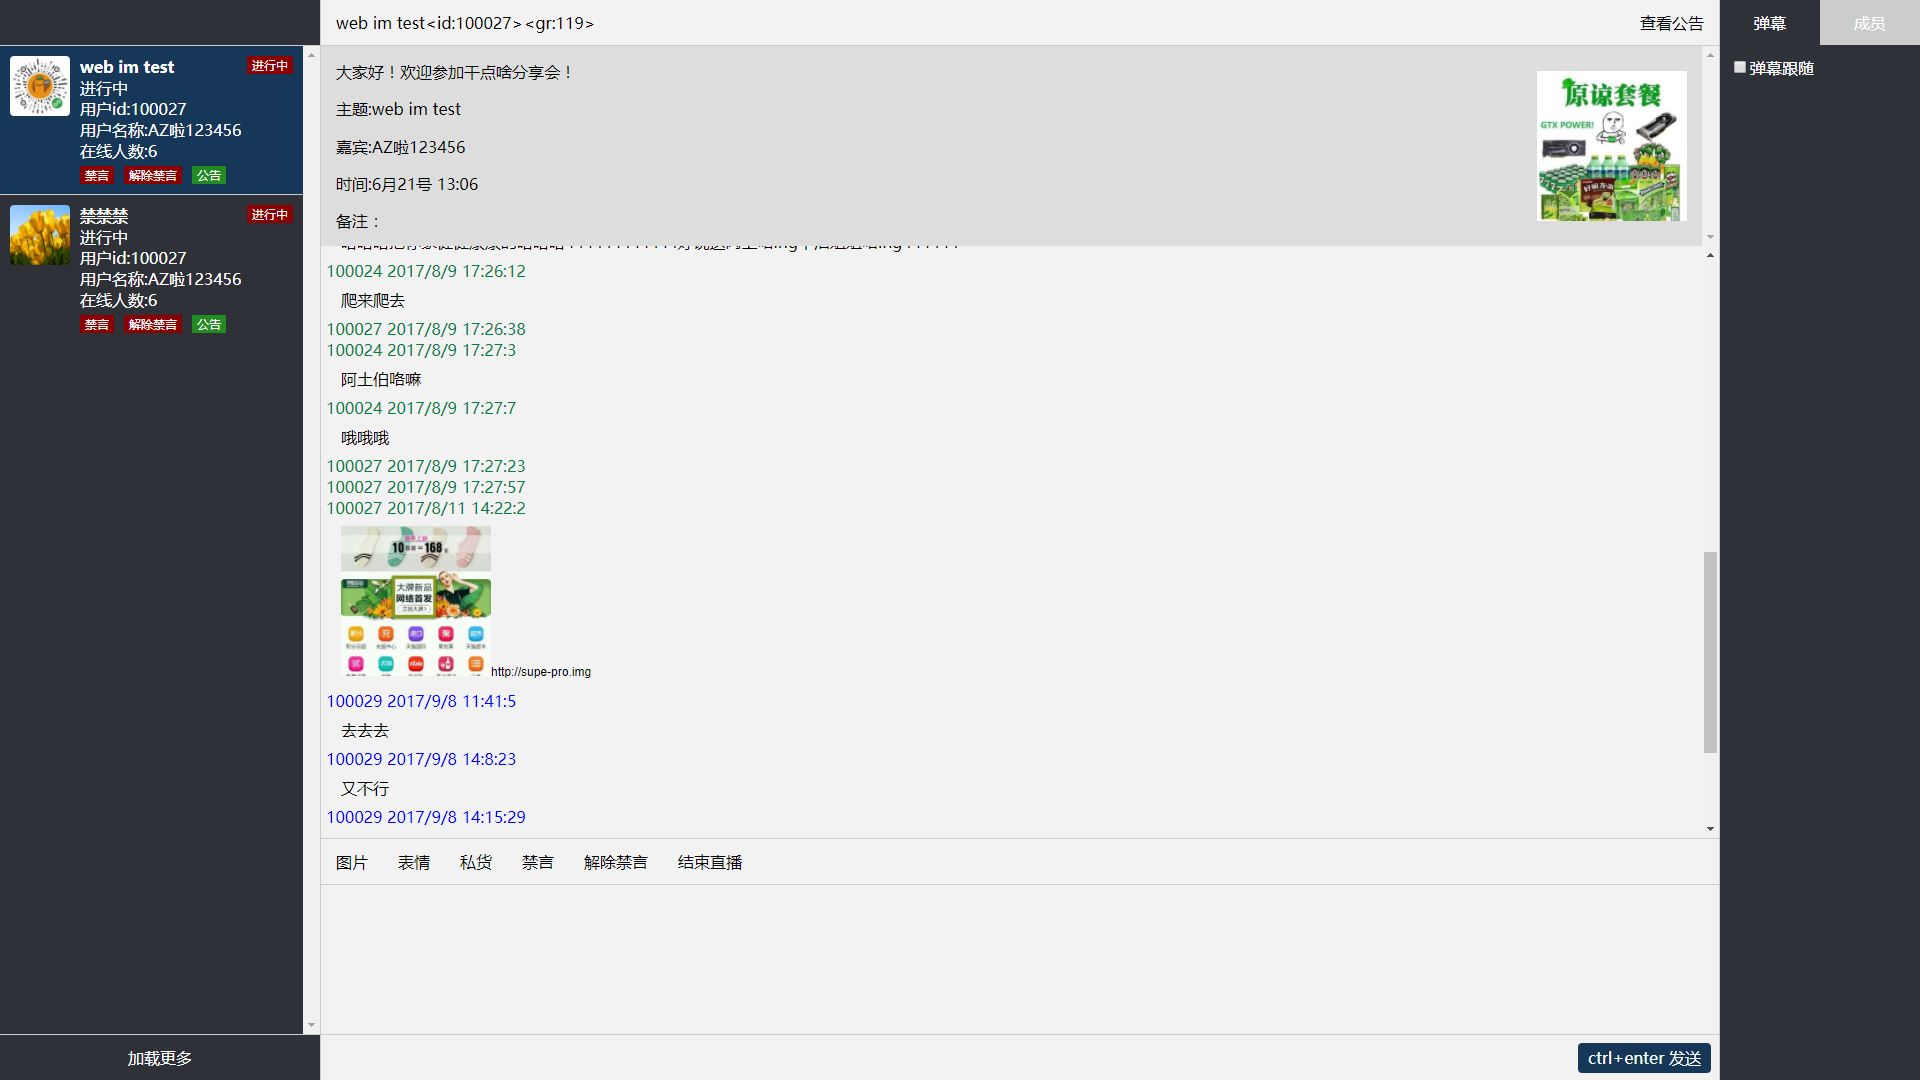 web im test
进行中
进行中
用户id:100027
用户名称:AZ啦123456
在线人数:6
禁言 解除禁言 公告
禁禁禁
进行中
进行中
用户id:100027
用户名称:AZ啦123456
在线人数:6
禁言 解除禁言 公告
加载更多
web im test<id:100027><gr:119>
查看公告
大家好！欢迎参加干点啥分享会！
主题:web im test
嘉宾:AZ啦123456
时间:6月21号 13:06
备注：
原谅套餐
GTX POWER!
100024 2017/8/9 17:26:12
爬来爬去
100027 2017/8/9 17:26:38
100024 2017/8/9 17:27:3
阿土伯咯嘛
100024 2017/8/9 17:27:7
哦哦哦
100027 2017/8/9 17:27:23
100027 2017/8/9 17:27:57
100027 2017/8/11 14:22:2
大牌新品
网络首发
http://supe-pro.img
100029 2017/9/8 11:41:5
去去去
100029 2017/9/8 14:8:23
又不行
100029 2017/9/8 14:15:29
图片 表情 私货 禁言 解除禁言 结束直播
ctrl+enter 发送
弹幕 成员
弹幕跟随